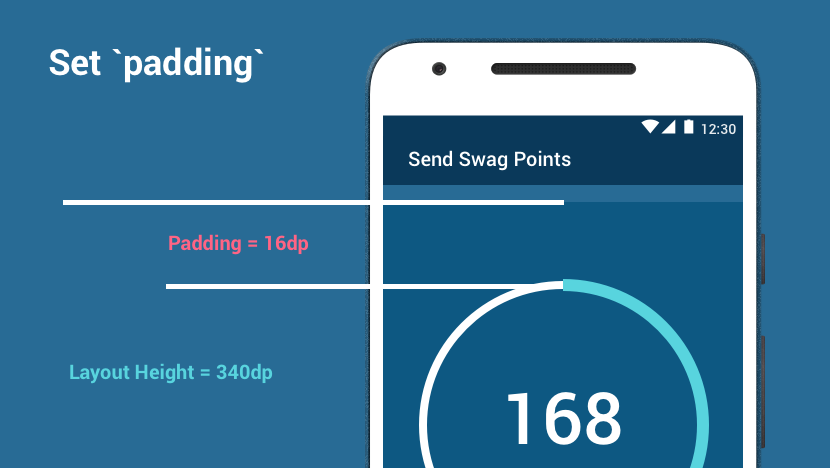 Set `padding`
12:30
Send Swag Points
Padding = 16dp
Layout Height = 340dp
168